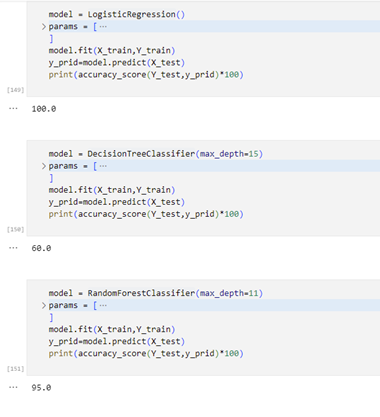 model = LogisticRegression()
> params = [ ...
]
model.fit(X_train,Y_train)
y_prid=model.predict(X_test)
print(accuracy_score(Y_test,y_prid)*100)
[149]
... 100.0
model = DecisionTreeClassifier(max_depth=15)
> params = [ ...
]
model.fit(X_train,Y_train)
y_prid=model.predict(X_test)
print(accuracy_score(Y_test,y_prid)*100)
[150]
... 60.0
model = RandomForestClassifier(max_depth=11)
> params = [ ...
]
model.fit(X_train,Y_train)
y_prid=model.predict(X_test)
print(accuracy_score(Y_test,y_prid)*100)
[151]
... 95.0